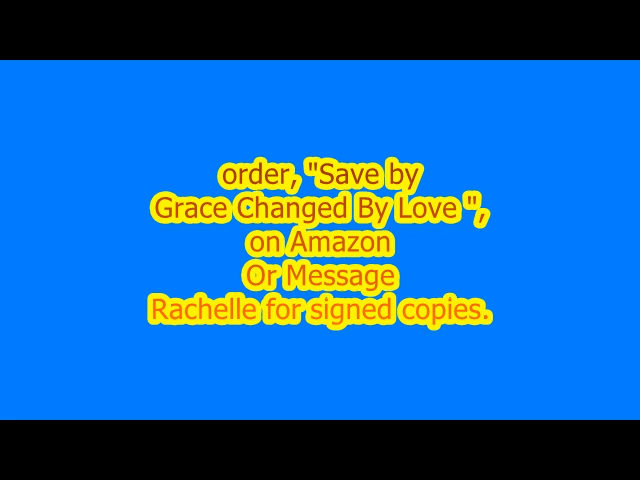 order, "Save by
Grace Changed By Love ",
on Amazon
Or Message
Rachelle for signed copies.